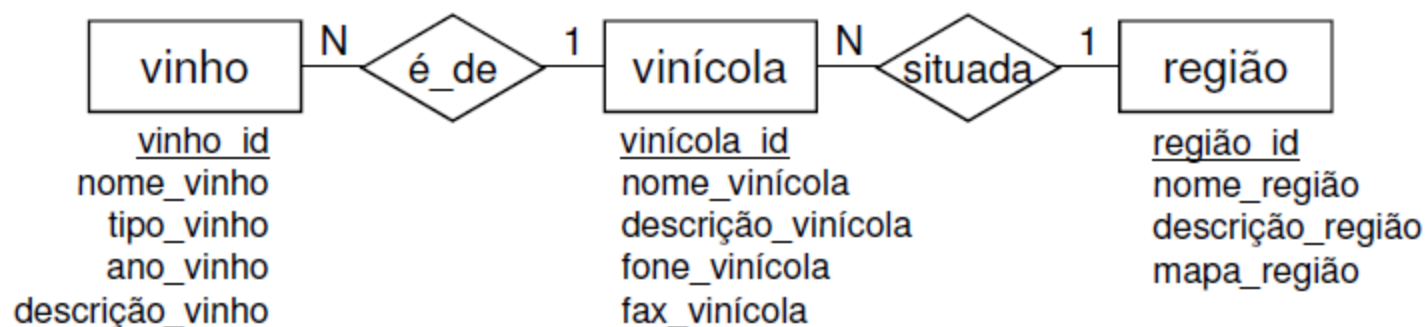 vinho N é_de 1 vinícola N situada 1 região
vinho_id
nome_vinho
tipo_vinho
ano_vinho
descrição_vinho
vinícola_id
nome_vinícola
descrição_vinícola
fone_vinícola
fax_vinícola
região_id
nome_região
descrição_região
mapa_região